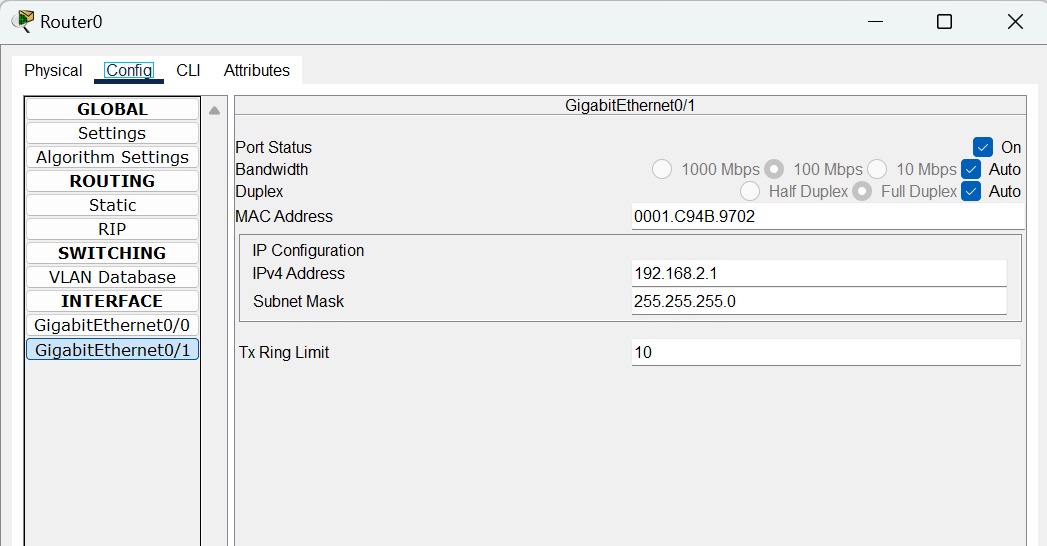 Router0
Physical Config CLI Attributes
GLOBAL
Settings
Algorithm Settings
ROUTING
Static
RIP
SWITCHING
VLAN Database
INTERFACE
GigabitEthernet0/0
GigabitEthernet0/1
GigabitEthernet0/1
Port Status On
Bandwidth 1000 Mbps 100 Mbps 10 Mbps Auto
Duplex Half Duplex Full Duplex Auto
MAC Address 0001.C94B.9702
IP Configuration
IPv4 Address 192.168.2.1
Subnet Mask 255.255.255.0
Tx Ring Limit 10